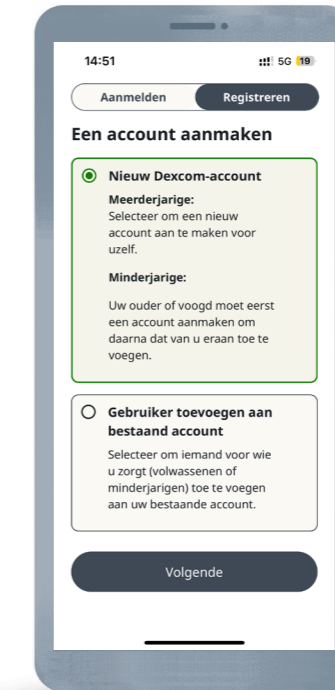 14:51 5G 19
Aanmelden Registreren
Een account aanmaken
Nieuw Dexcom-account
Meerderjarige:
Selecteer om een nieuw
account aan te maken voor
uzelf.
Minderjarige:
Uw ouder of voogd moet eerst
een account aanmaken om
daarna dat van u eraan toe te
voegen.
Gebruiker toevoegen aan
bestaand account
Selecteer om iemand voor wie
u zorgt (volwassenen of
minderjarigen) toe te voegen
aan uw bestaande account.
Volgende